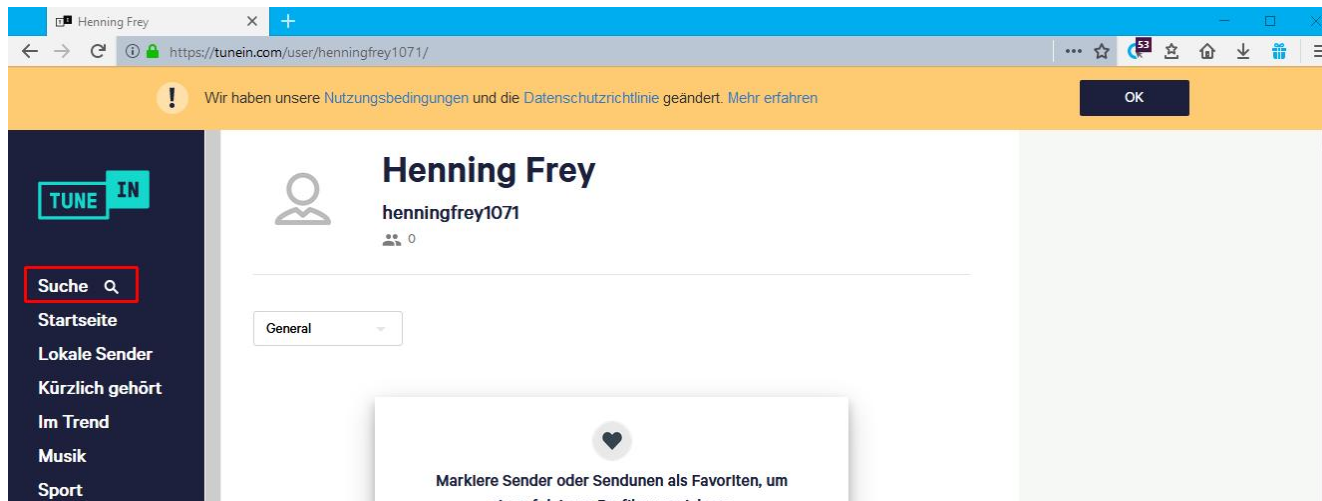 Henning Frey
https://tunein.com/user/henningfrey1071/
53
! Wir haben unsere Nutzungsbedingungen und die Datenschutzrichtlinie geändert. Mehr erfahren OK
TUNE IN
Henning Frey
henningfrey1071
0
Suche
Startseite
Lokale Sender
Kürzlich gehört
Im Trend
Musik
Sport
General
Markiere Sender oder Sendunen als Favoriten, um